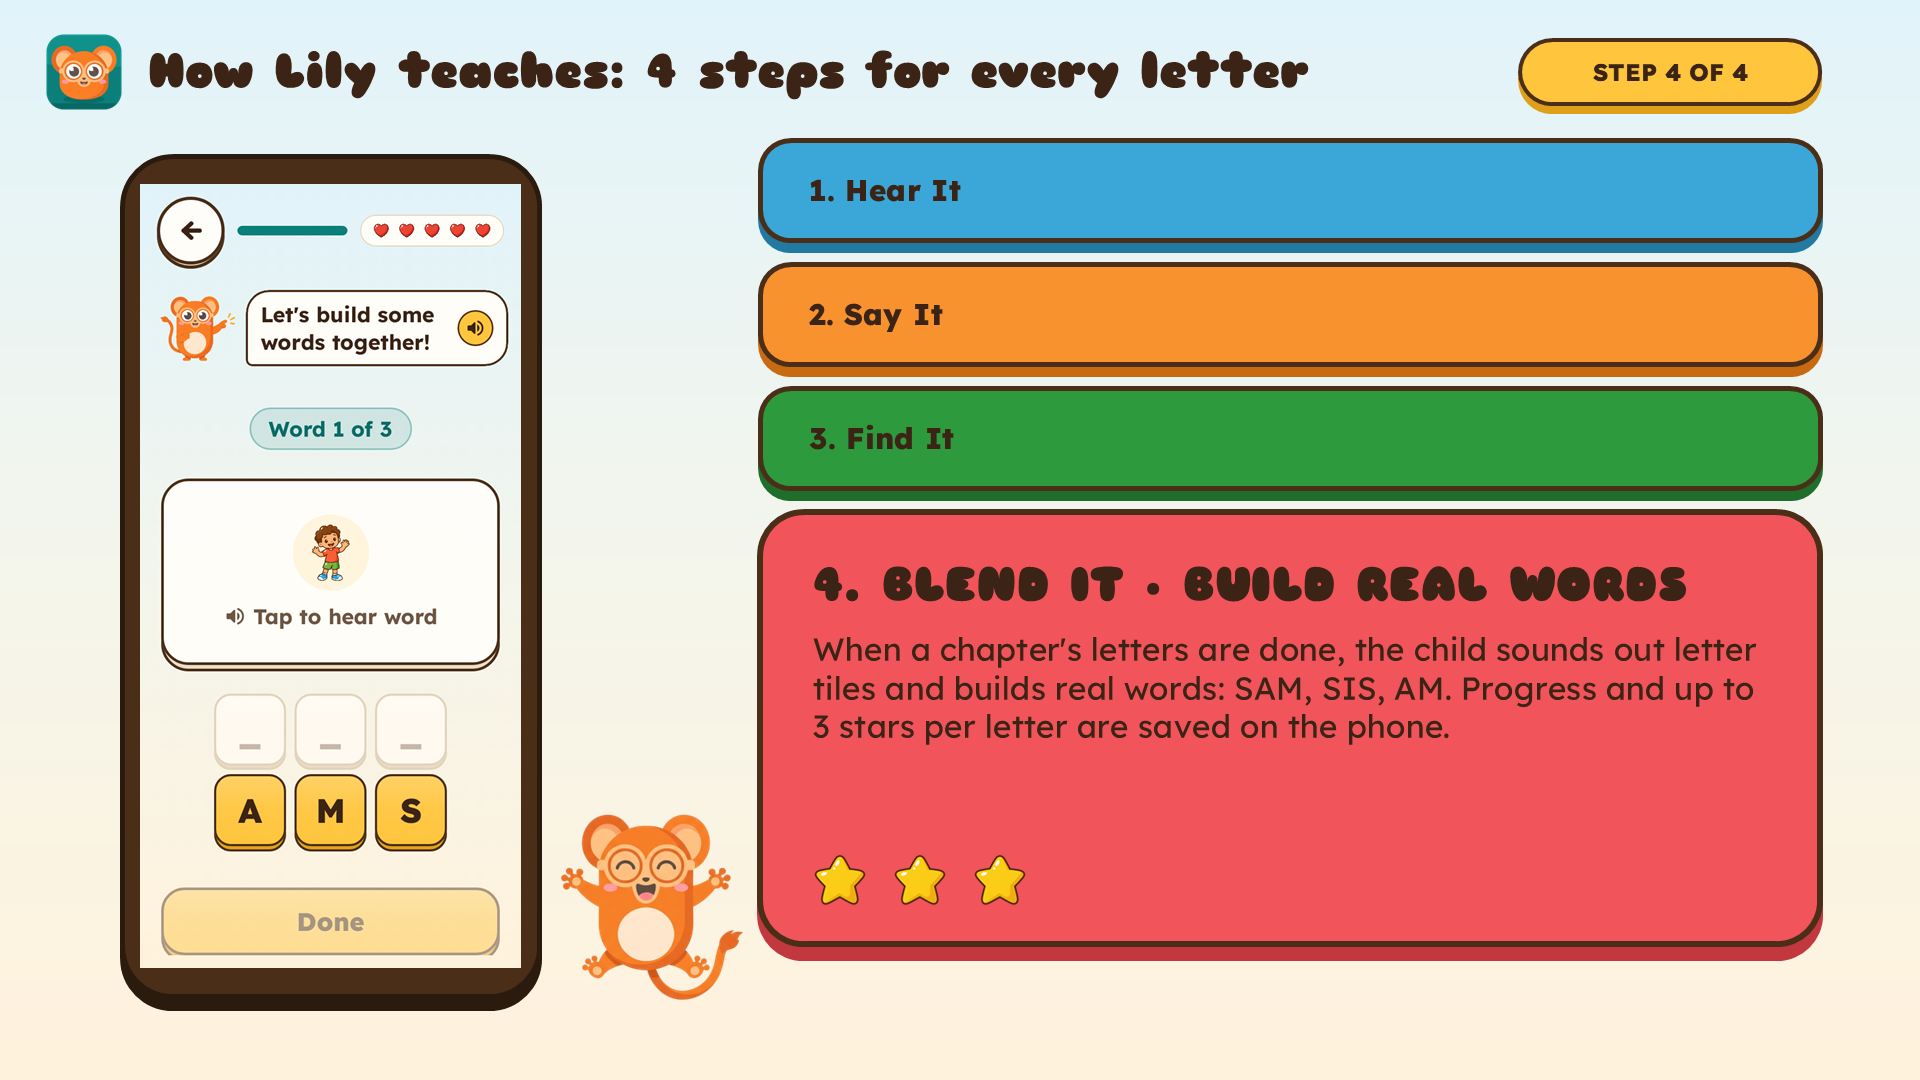 How Lily teaches: 4 steps for every letter
STEP 4 OF 4
Let's build some
words together!
Word 1 of 3
Tap to hear word
_ _ _
A M S
Done
1. Hear It
2. Say It
3. Find It
4. BLEND IT · BUILD REAL WORDS
When a chapter's letters are done, the child sounds out letter
tiles and builds real words: SAM, SIS, AM. Progress and up to
3 stars per letter are saved on the phone.